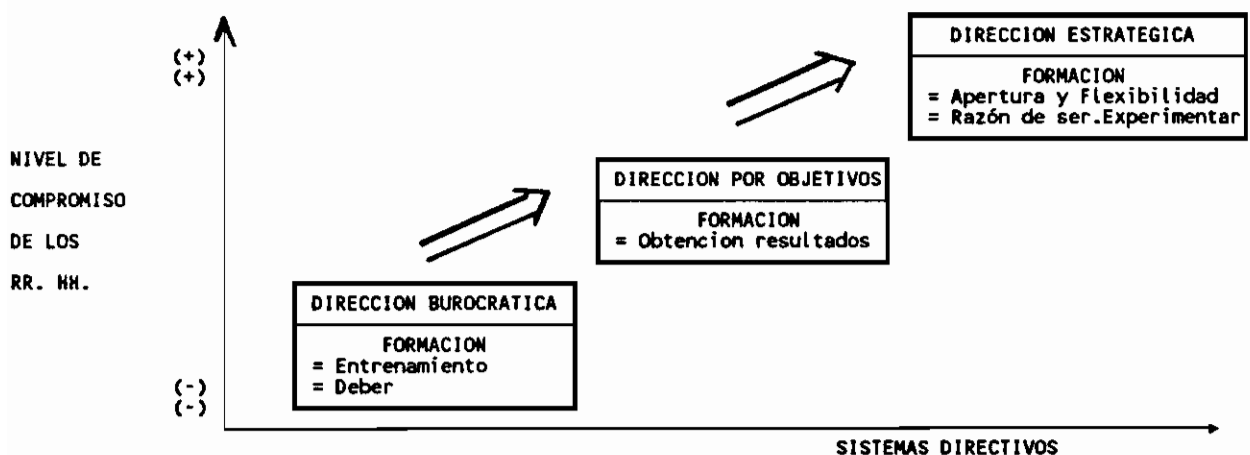 (+)
(+)
NIVEL DE
COMPROMISO
DE LOS
RR. HH.
(-)
(-)
DIRECCION ESTRATEGICA
FORMACION
= Apertura y Flexibilidad
= Razón de ser.Experimentar
DIRECCION POR OBJETIVOS
FORMACION
= Obtencion resultados
DIRECCION BUROCRATICA
FORMACION
= Entrenamiento
= Deber
SISTEMAS DIRECTIVOS